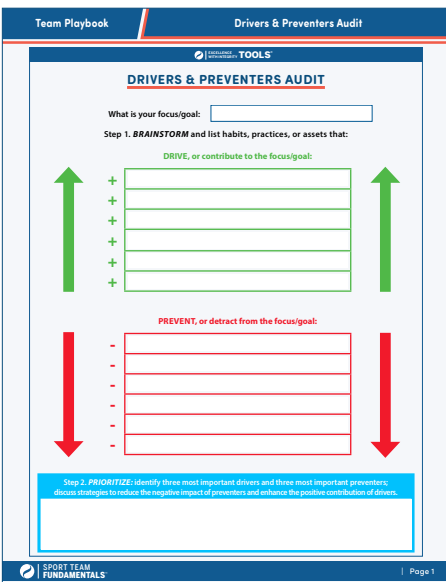 Team Playbook
Drivers & Preventers Audit
EXCELLENCE WITH INTEGRITY TOOLS
DRIVERS & PREVENTERS AUDIT
What is your focus/goal:
Step 1. BRAINSTORM and list habits, practices, or assets that:
DRIVE, or contribute to the focus/goal:
+
+
+
+
+
+
PREVENT, or detract from the focus/goal:
-
-
-
-
-
-
Step 2. PRIORITIZE: identify three most important drivers and three most important preventers;
discuss strategies to reduce the negative impact of preventers and enhance the positive contribution of drivers.
SPORT TEAM
FUNDAMENTALS
| Page 1